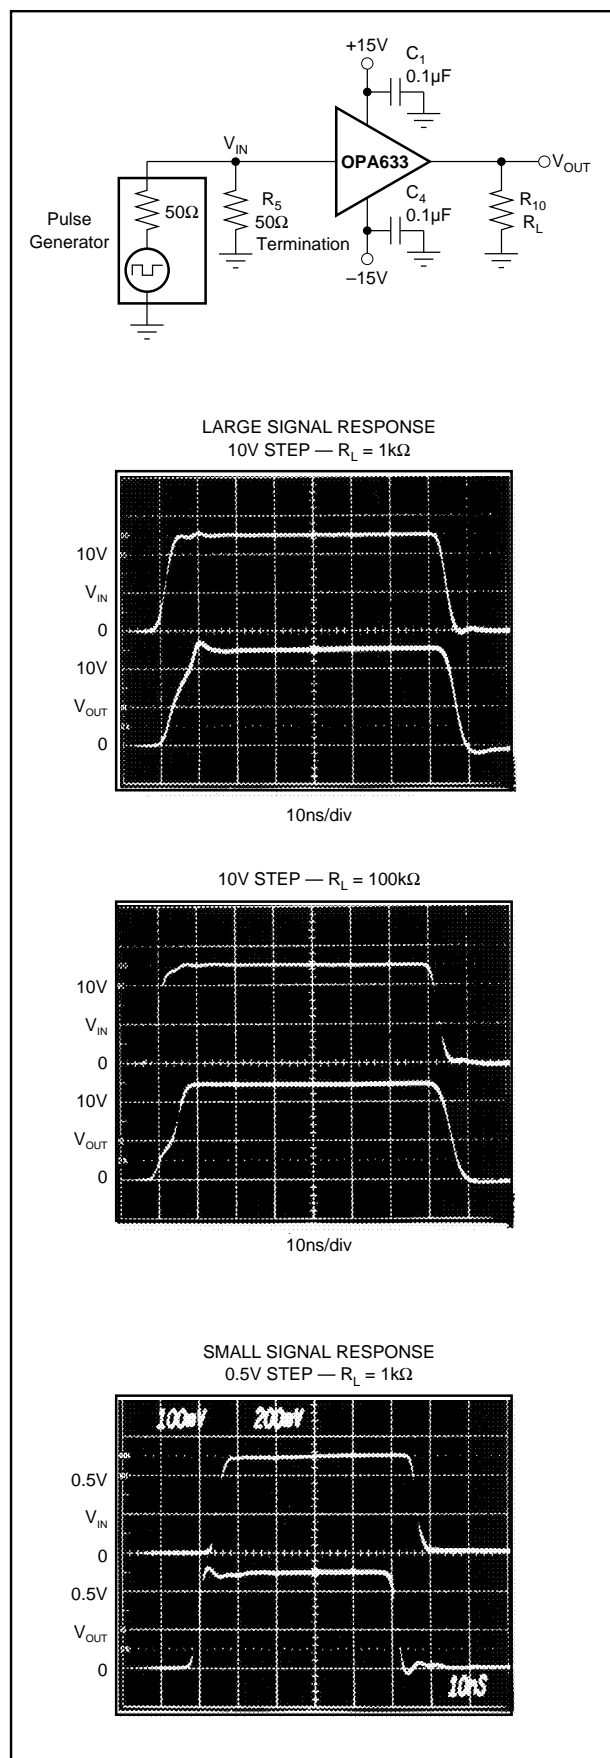 +15V
C1
0.1µF
VIN
OPA633
VOUT
50Ω
R5
50Ω
Termination
Pulse
Generator
C4
0.1µF
R10
RL
–15V
LARGE SIGNAL RESPONSE
10V STEP — RL = 1kΩ
10V
VIN
0
10V
VOUT
0
10ns/div
10V STEP — RL = 100kΩ
10V
VIN
0
10V
VOUT
0
10ns/div
SMALL SIGNAL RESPONSE
0.5V STEP — RL = 1kΩ
100mV 200mV
0.5V
VIN
0
0.5V
VOUT
0
10nS